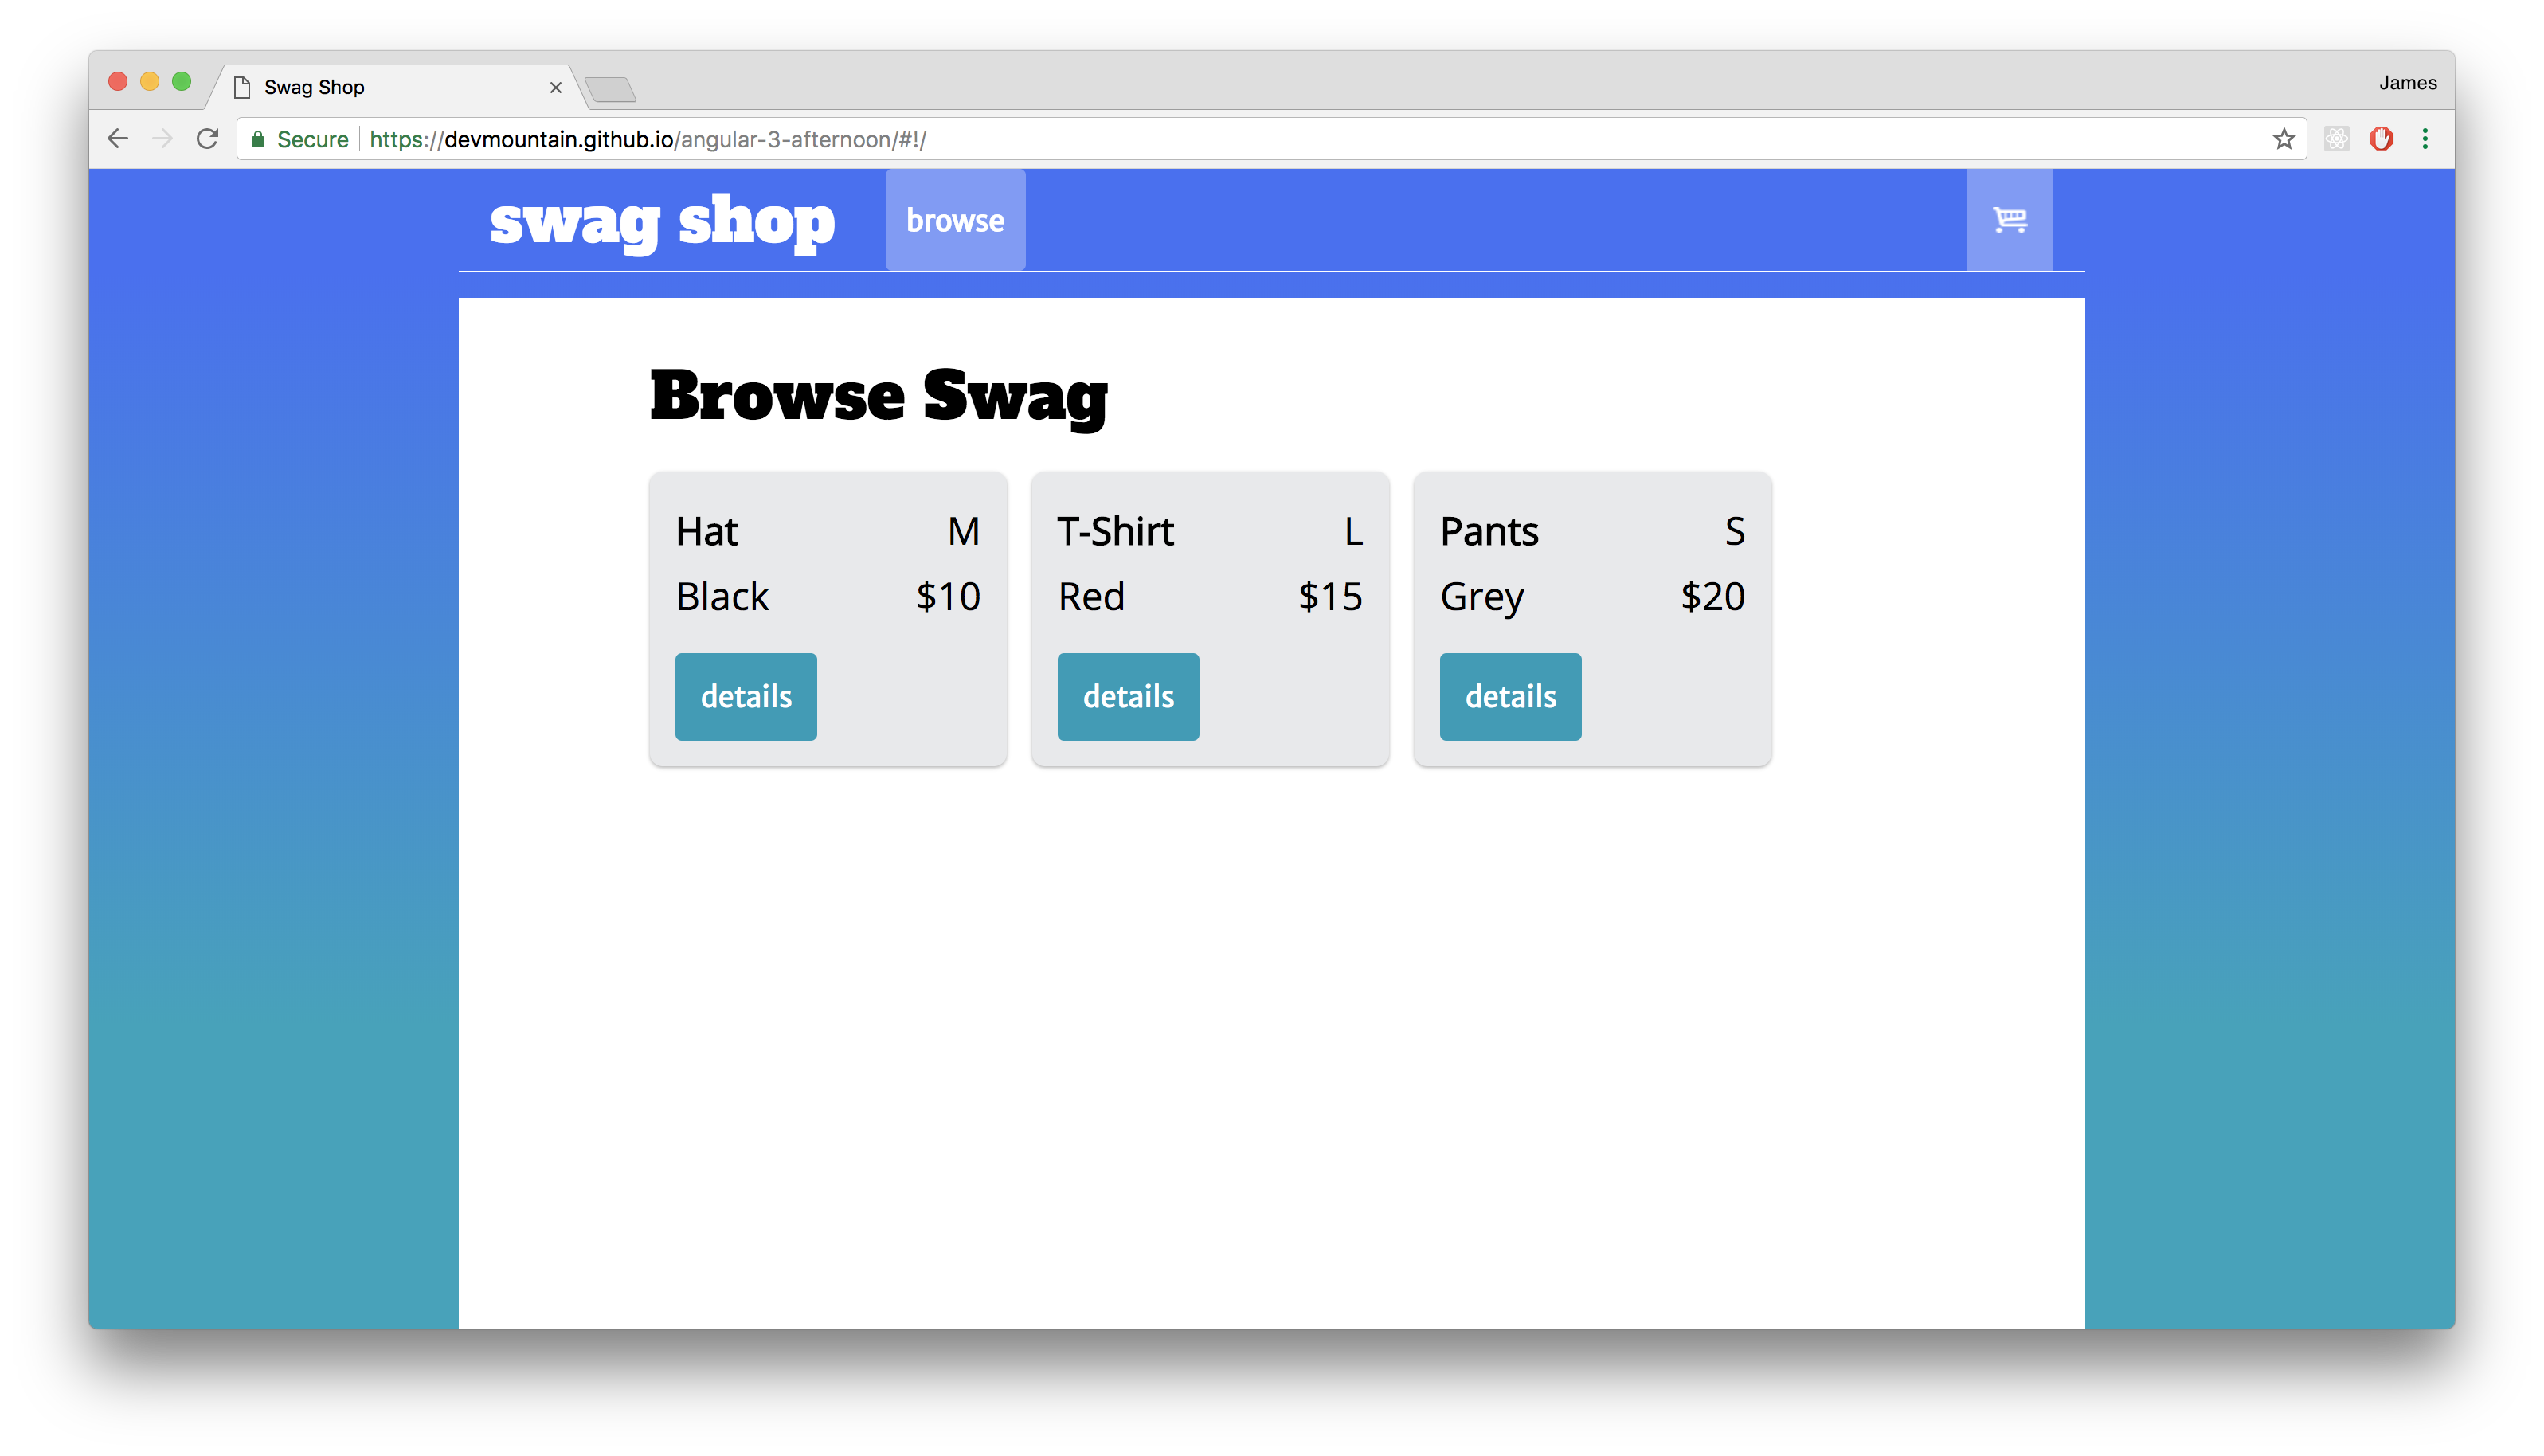 Swag Shop
James
Secure https://devmountain.github.io/angular-3-afternoon/#!/
swag shop browse
Browse Swag
Hat M
Black $10
details
T-Shirt L
Red $15
details
Pants S
Grey $20
details